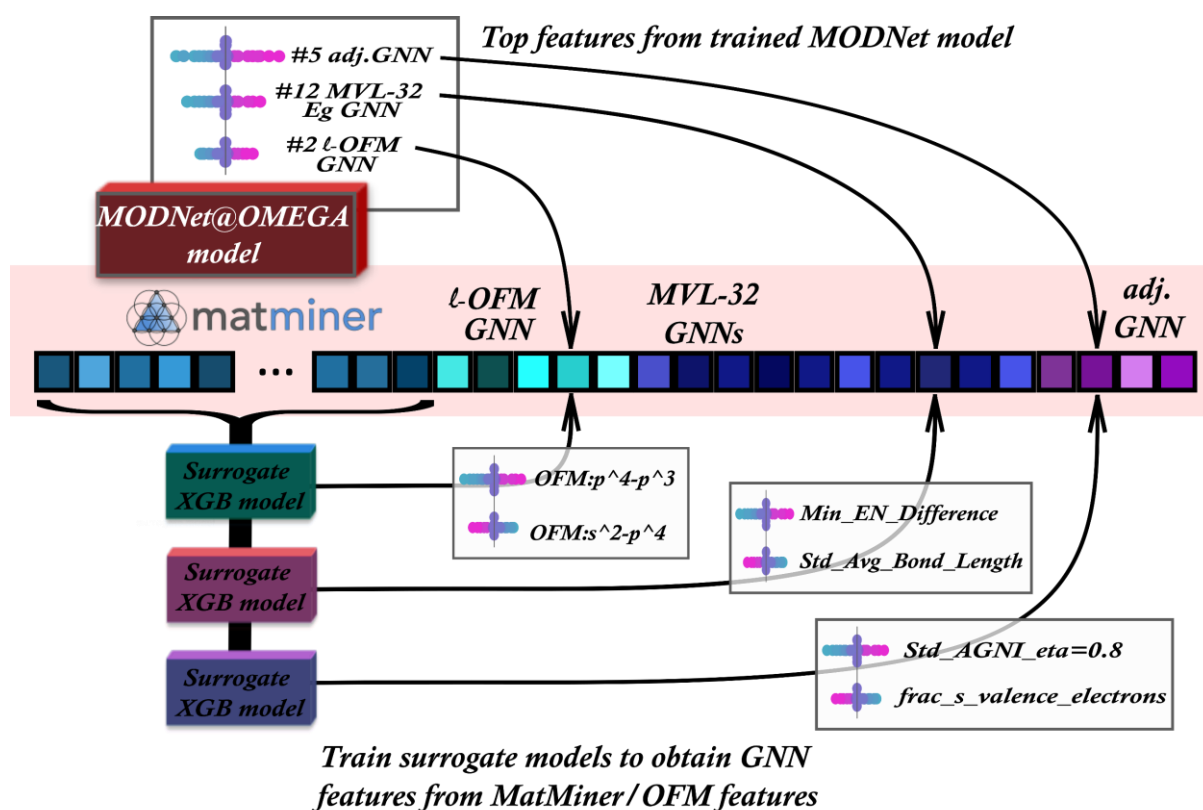 Top features from trained MODNet model
#5 adj.GNN
#12 MVL-32
Eg GNN
#2 ℓ-OFM
GNN
MODNet@OMEGA
model
matminer
ℓ-OFM
GNN
MVL-32
GNNs
adj.
GNN
...
Surrogate
XGB model
OFM:p^4-p^3
OFM:s^2-p^4
Min_EN_Difference
Std_Avg_Bond_Length
Surrogate
XGB model
Std_AGNI_eta=0.8
frac_s_valence_electrons
Surrogate
XGB model
Train surrogate models to obtain GNN
features from MatMiner/OFM features